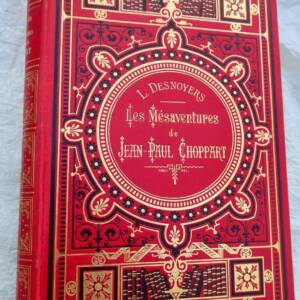 L. Desnoyers
Les Mésaventures
de
Jean-Paul Choppart